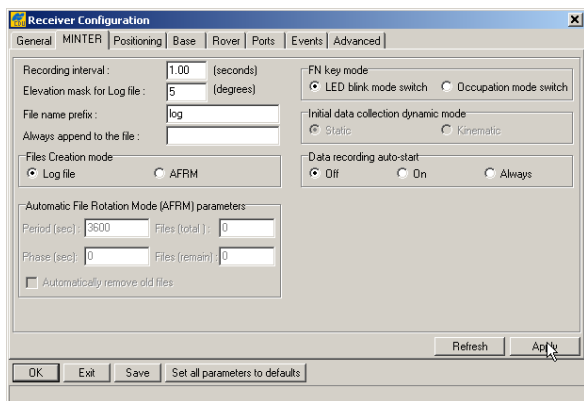 Receiver Configuration
General MINTER Positioning Base Rover Ports Events Advanced
Recording interval : 1.00 (seconds)
Elevation mask for Log file : 5 (degrees)
File name prefix : log
Always append to the file :
Files Creation mode
Log file AFRM
Automatic File Rotation Mode (AFRM) parameters
Period (sec) : 3600 Files (total ) : 0
Phase (sec): 0 Files (remain) : 0
Automatically remove old files
FN key mode
LED blink mode switch Occupation mode switch
Initial data collection dynamic mode
Static Kinematic
Data recording auto-start
Off On Always
Refresh Apply
OK Exit Save Set all parameters to defaults